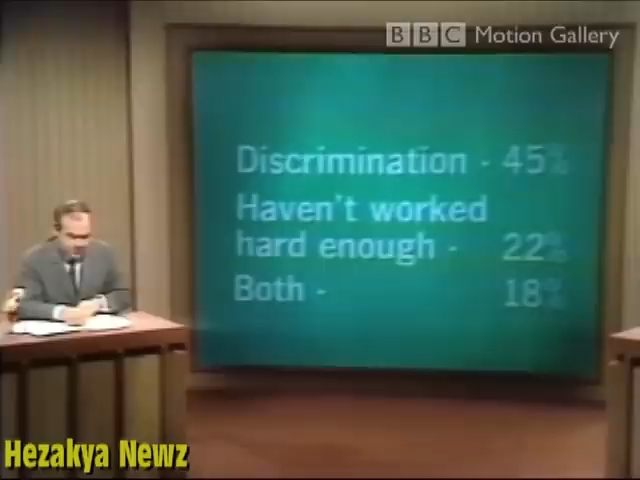 BBC Motion Gallery
Discrimination - 45%
Haven't worked
hard enough - 22%
Both - 18%
Hezakya Newz